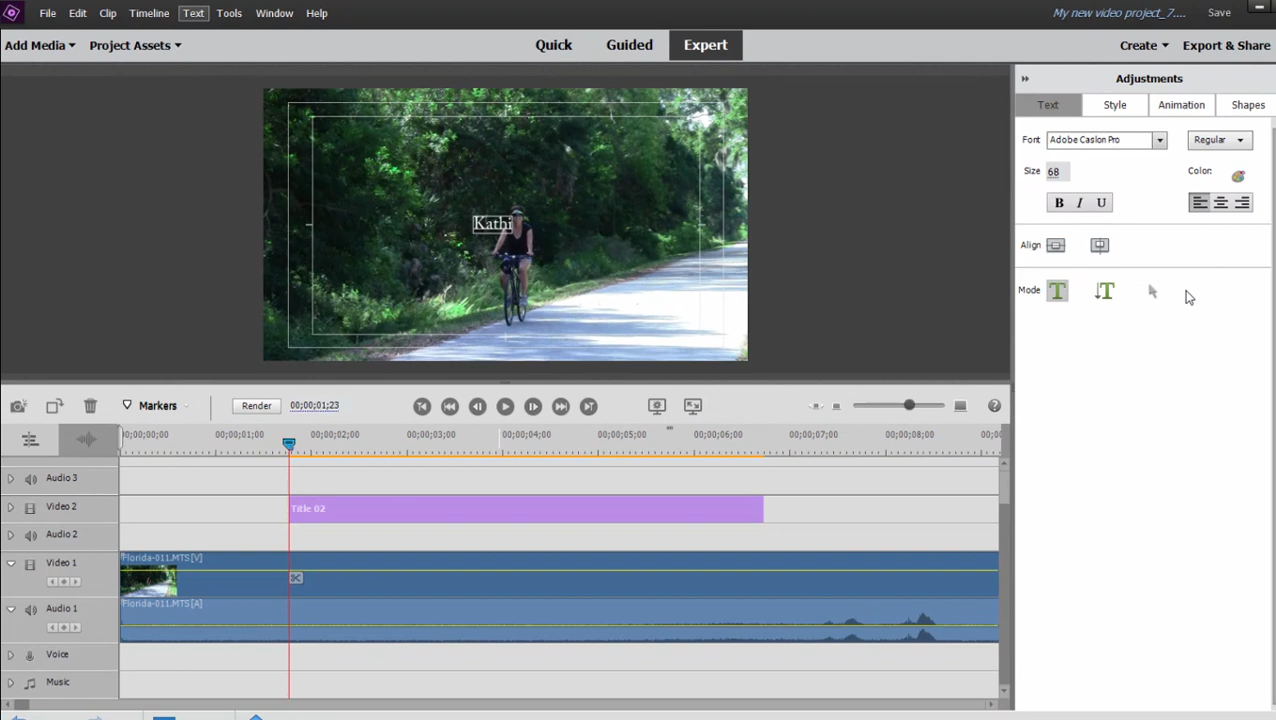 File Edit Clip Timeline Text Tools Window Help My new video project_7.... Save
Add Media Project Assets Quick Guided Expert Create Export & Share
Adjustments
Text Style Animation Shapes
Font Adobe Caslon Pro Regular
Size 68 Color:
B I U
Kathi
Align
Mode T T
Markers Render 00;00;01;23
;00;00;00 00;00;01;00 00;00;02;00 00;00;03;00 00;00;04;00 00;00;05;00 00;00;06;00 00;00;07;00 00;00;08;00 00;00
Audio 3
Video 2 Title 02
Audio 2
Florida-011.MTS[V]
Video 1
Florida-011.MTS[A]
Audio 1
Voice
Music